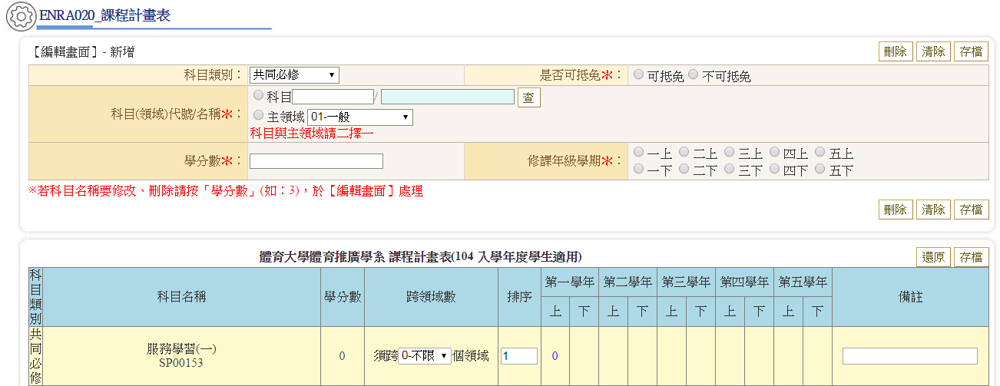 ENRA020_課程計畫表
【編輯畫面】- 新增 刪除 清除 存檔
科目類別： 共同必修 是否可抵免＊： 可抵免 不可抵免
科目(領域)代號/名稱＊： 科目 / 查
主領域 01-一般
科目與主領域請二擇一
學分數＊： 修課年級學期＊： 一上 二上 三上 四上 五上
一下 二下 三下 四下 五下
※若科目名稱要修改、刪除請按「學分數」(如：3)，於【編輯畫面】處理
刪除 清除 存檔
體育大學體育推廣學系 課程計畫表(104 入學年度學生適用) 還原 存檔
科目類別 科目名稱 學分數 跨領域數 排序 第一學年 第二學年 第三學年 第四學年 第五學年 備註
上 下 上 下 上 下 上 下 上 下
共同必修 服務學習(一) 0 須跨 0-不限 個領域 1 0
SP00153